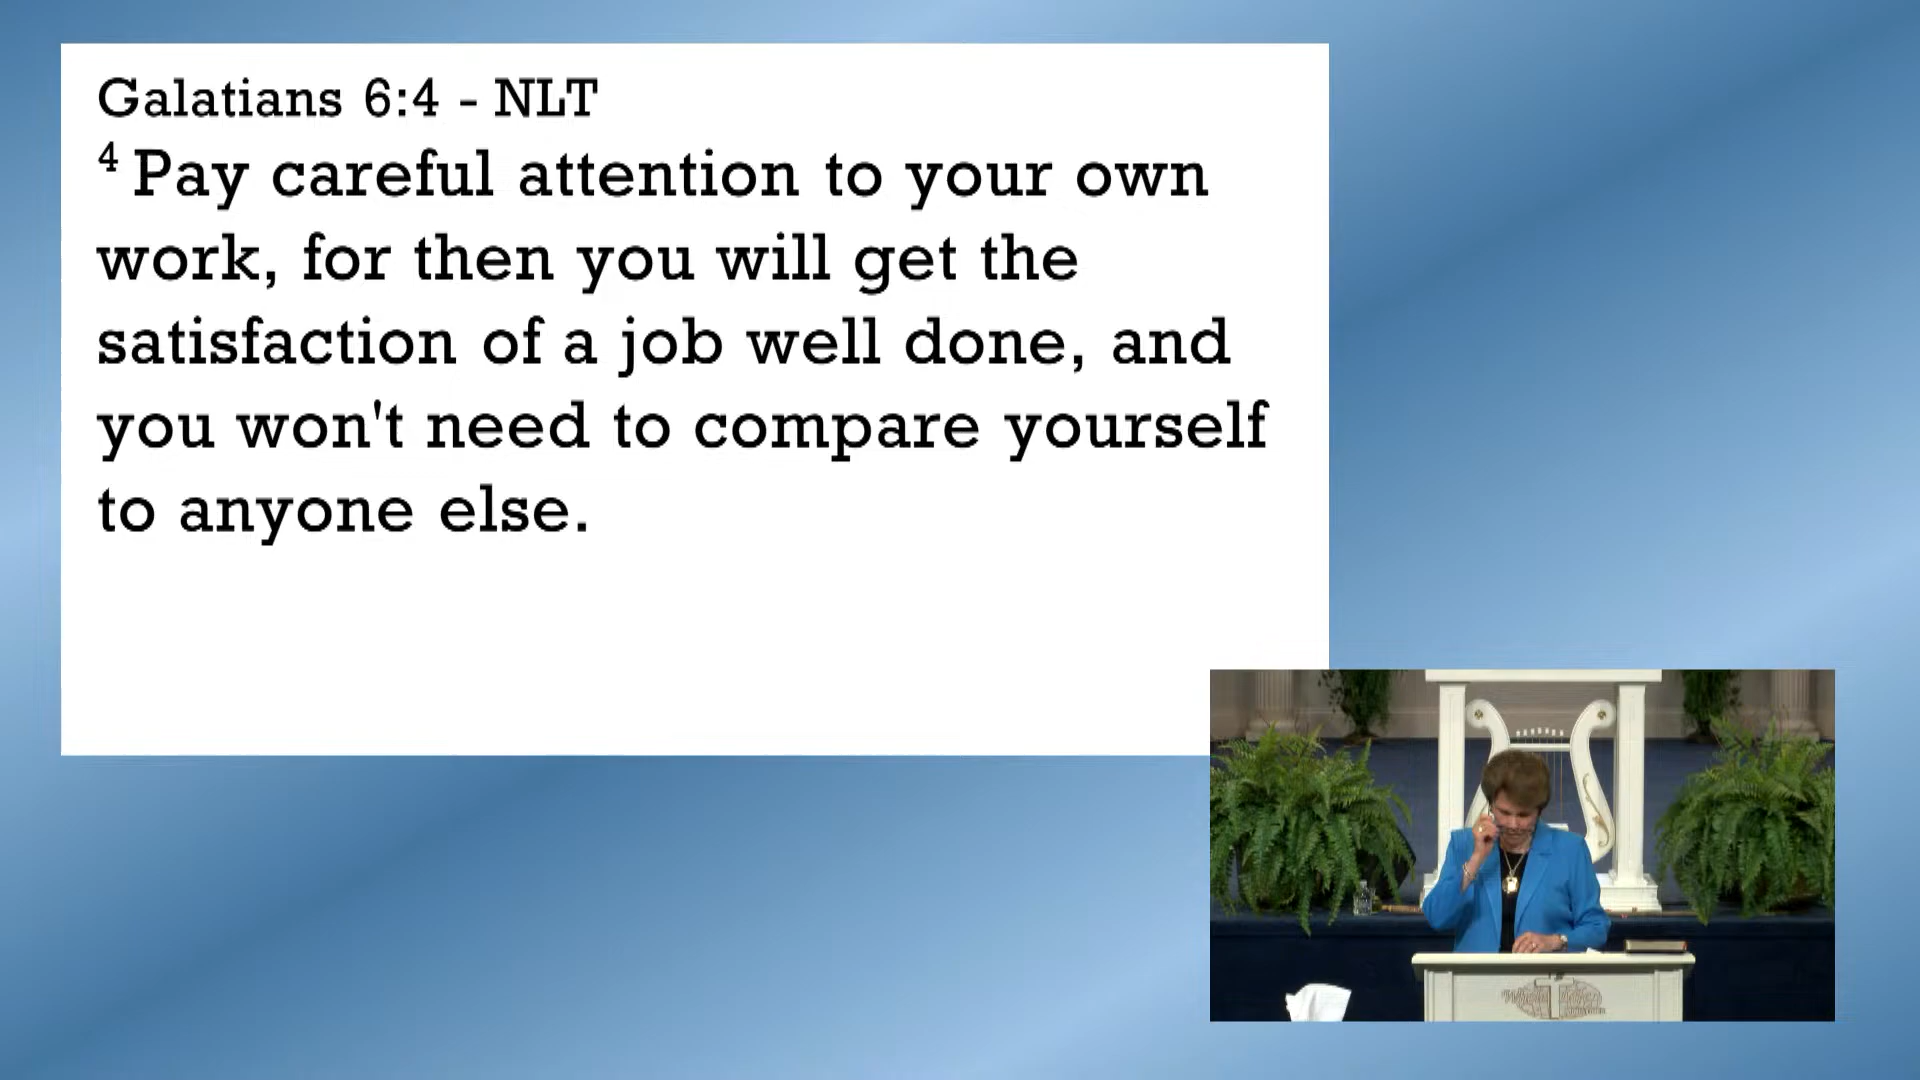 Galatians 6:4 - NLT
4 Pay careful attention to your own
work, for then you will get the
satisfaction of a job well done, and
you won't need to compare yourself
to anyone else.